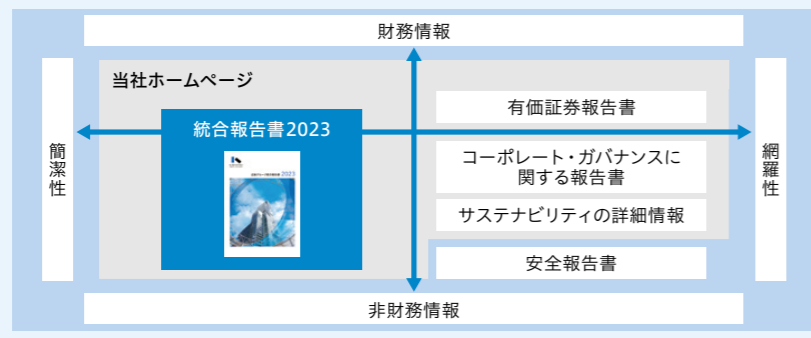 財務情報
当社ホームページ
簡潔性
統合報告書2023
2023
有価証券報告書
コーポレート・ガバナンスに
関する報告書
サステナビリティの詳細情報
安全報告書
網羅性
非財務情報